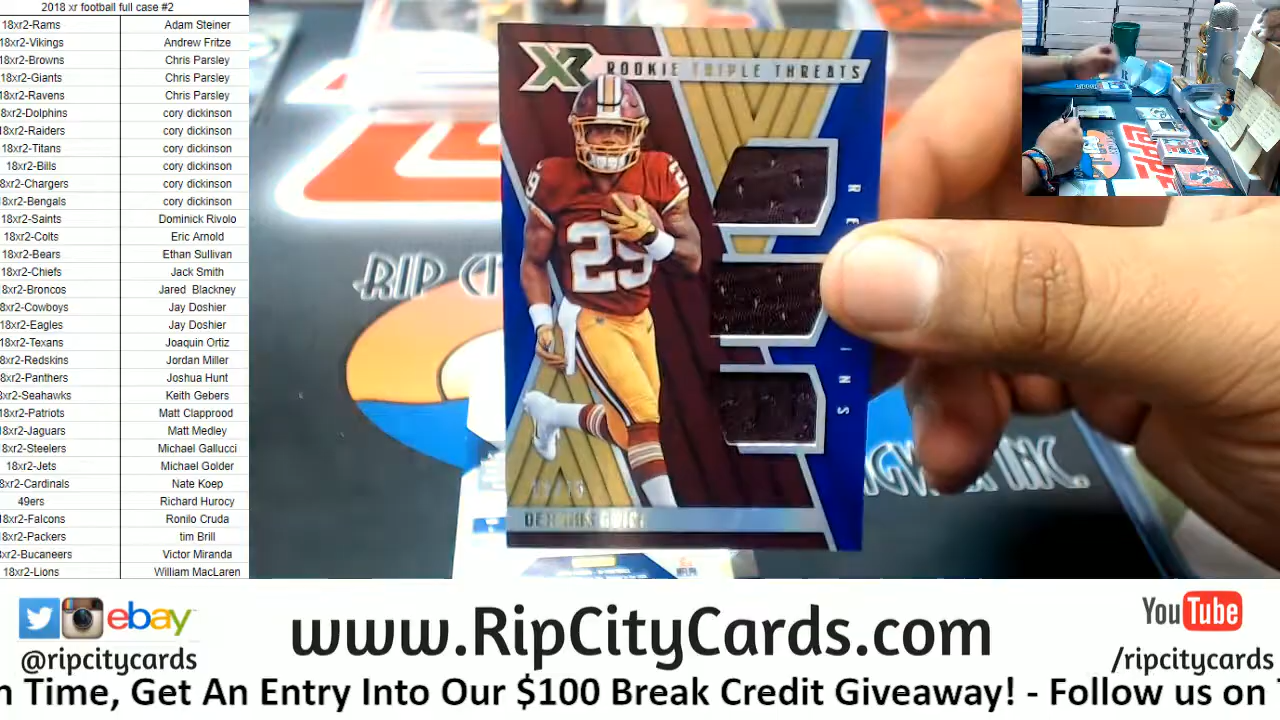 2018 xr football full case #2
18xr2-Rams Adam Steiner
18xr2-Vikings Andrew Fritze
18xr2-Browns Chris Parsley
18xr2-Giants Chris Parsley
18xr2-Ravens Chris Parsley
8xr2-Dolphins cory dickinson
18xr2-Raiders cory dickinson
18xr2-Titans cory dickinson
18xr2-Bills cory dickinson
8xr2-Chargers cory dickinson
8xr2-Bengals cory dickinson
18xr2-Saints Dominick Rivolo
18xr2-Colts Eric Arnold
18xr2-Bears Ethan Sullivan
18xr2-Chiefs Jack Smith
8xr2-Broncos Jared Blackney
8xr2-Cowboys Jay Doshier
18xr2-Eagles Jay Doshier
18xr2-Texans Joaquin Ortiz
8xr2-Redskins Jordan Miller
8xr2-Panthers Joshua Hunt
8xr2-Seahawks Keith Gebers
8xr2-Patriots Matt Clapprood
18xr2-Jaguars Matt Medley
8xr2-Steelers Michael Gallucci
18xr2-Jets Michael Golder
8xr2-Cardinals Nate Koep
49ers Richard Hurocy
18xr2-Falcons Ronilo Cruda
18xr2-Packers tim Brill
xr2-Bucaneers Victor Miranda
18xr2-Lions William MacLaren
XR ROOKIE TRIPLE THREATS
29
29
RIP CI
INC.
ebay
@ripcitycards
www.RipCityCards.com
YouTube
/ripcitycards
n Time, Get An Entry Into Our $100 Break Credit Giveaway! - Follow us on